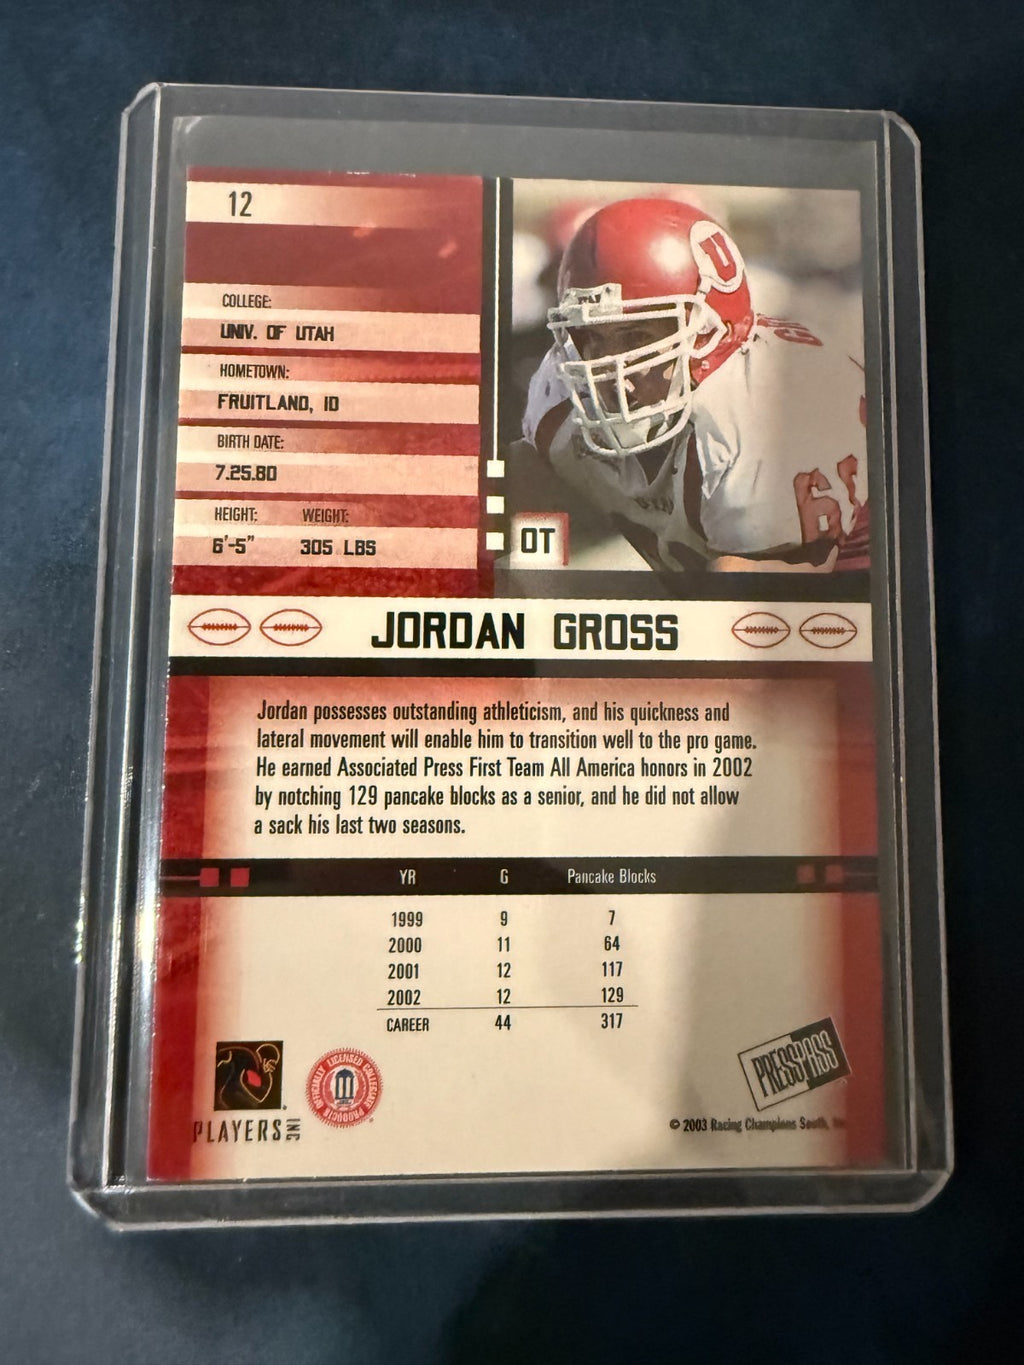 12
COLLEGE:
UNIV. OF UTAH
HOMETOWN:
FRUITLAND, ID
BIRTH DATE:
7.25.80
HEIGHT: WEIGHT:
6'-5" 305 LBS
U
OT
JORDAN GROSS
Jordan possesses outstanding athleticism, and his quickness and
lateral movement will enable him to transition well to the pro game.
He earned Associated Press First Team All America honors in 2002
by notching 129 pancake blocks as a senior, and he did not allow
a sack his last two seasons.
YR G Pancake Blocks
1999 9 7
2000 11 64
2001 12 117
2002 12 129
CAREER 44 317
PLAYERS INC
OFFICIALLY LICENSED COLLEGIATE PRODUCTS
PRESS PASS
© 2003 Racing Champions South,